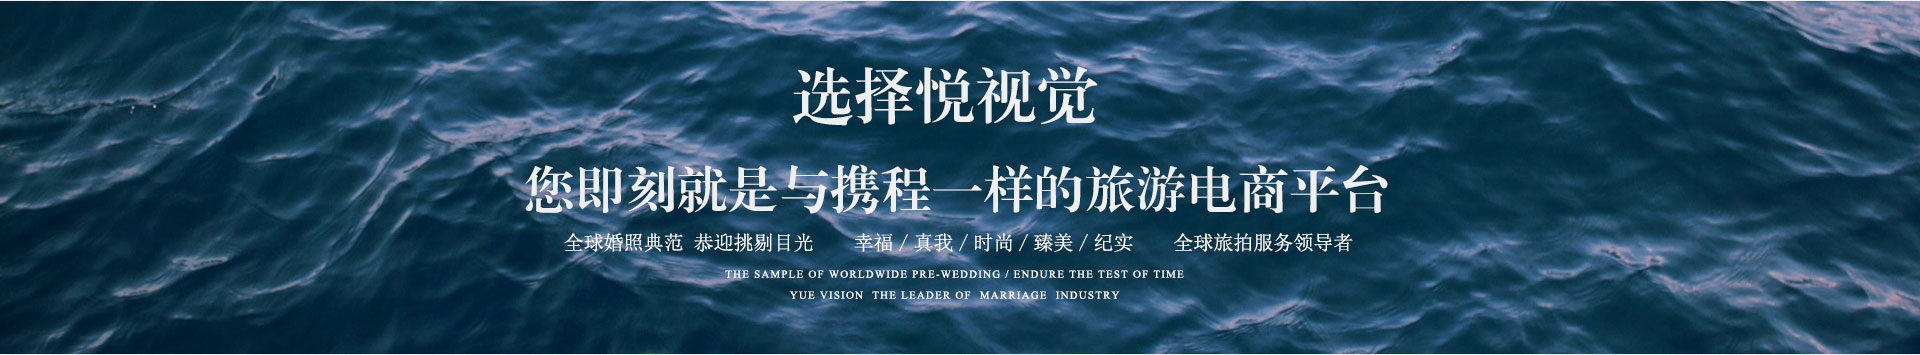 选择悦视觉
您即刻就是与携程一样的旅游电商平台
全球婚照典范 恭迎挑剔目光 幸福/真我/时尚/臻美/纪实 全球旅拍服务领导者
THE SAMPLE OF WORLDWIDE PRE-WEDDING / ENDURE THE TEST OF TIME
YUE VISION THE LEADER OF MARRIAGE INDUSTRY